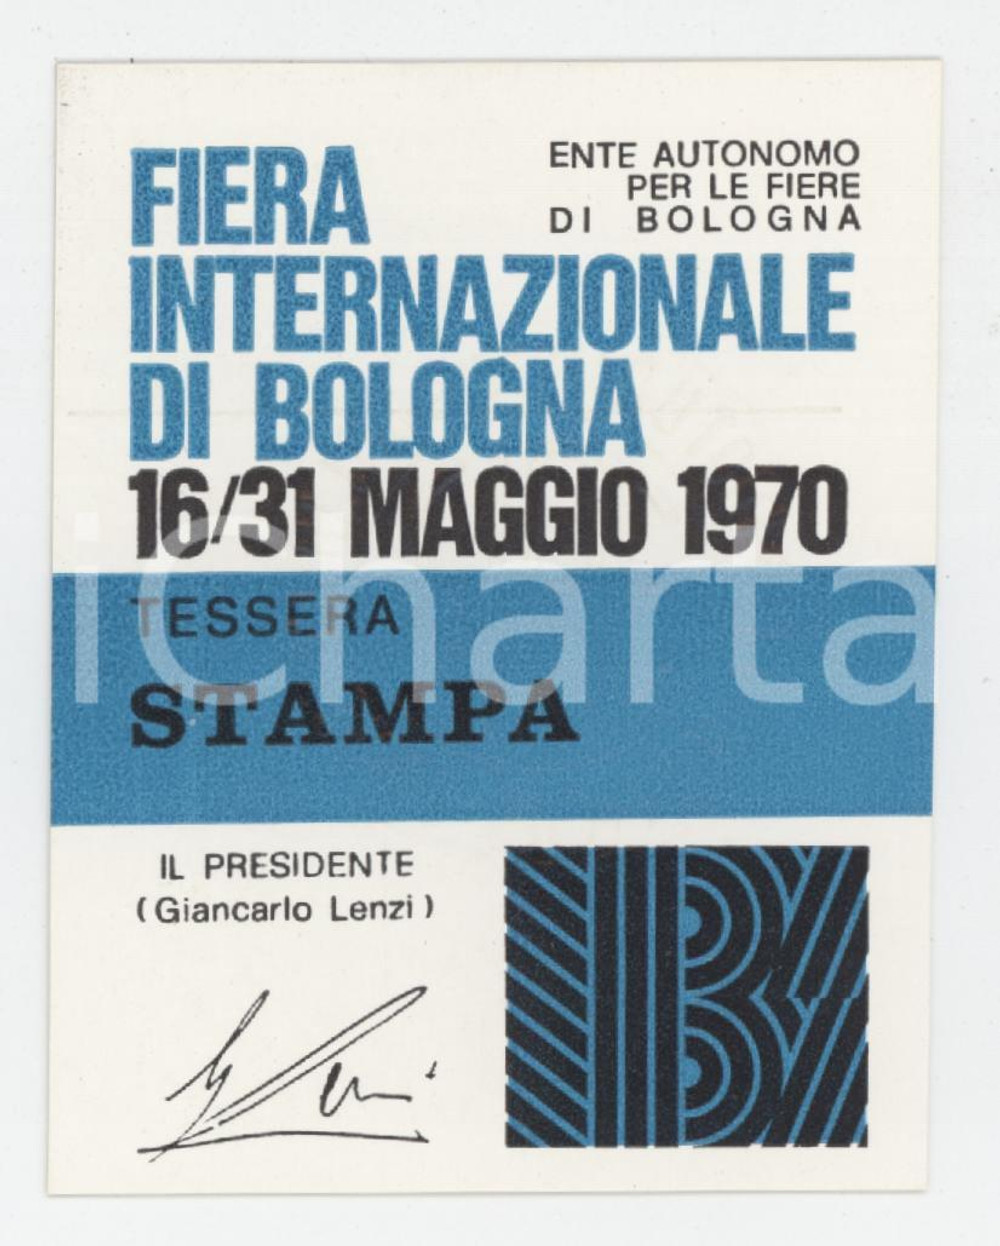 FIERA
INTERNAZIONALE
DI BOLOGNA
16/31 MAGGIO 1970
ENTE AUTONOMO
PER LE FIERE
DI BOLOGNA
TESSERA
STAMPA
IL PRESIDENTE
(Giancarlo Lenzi)
B
icharta